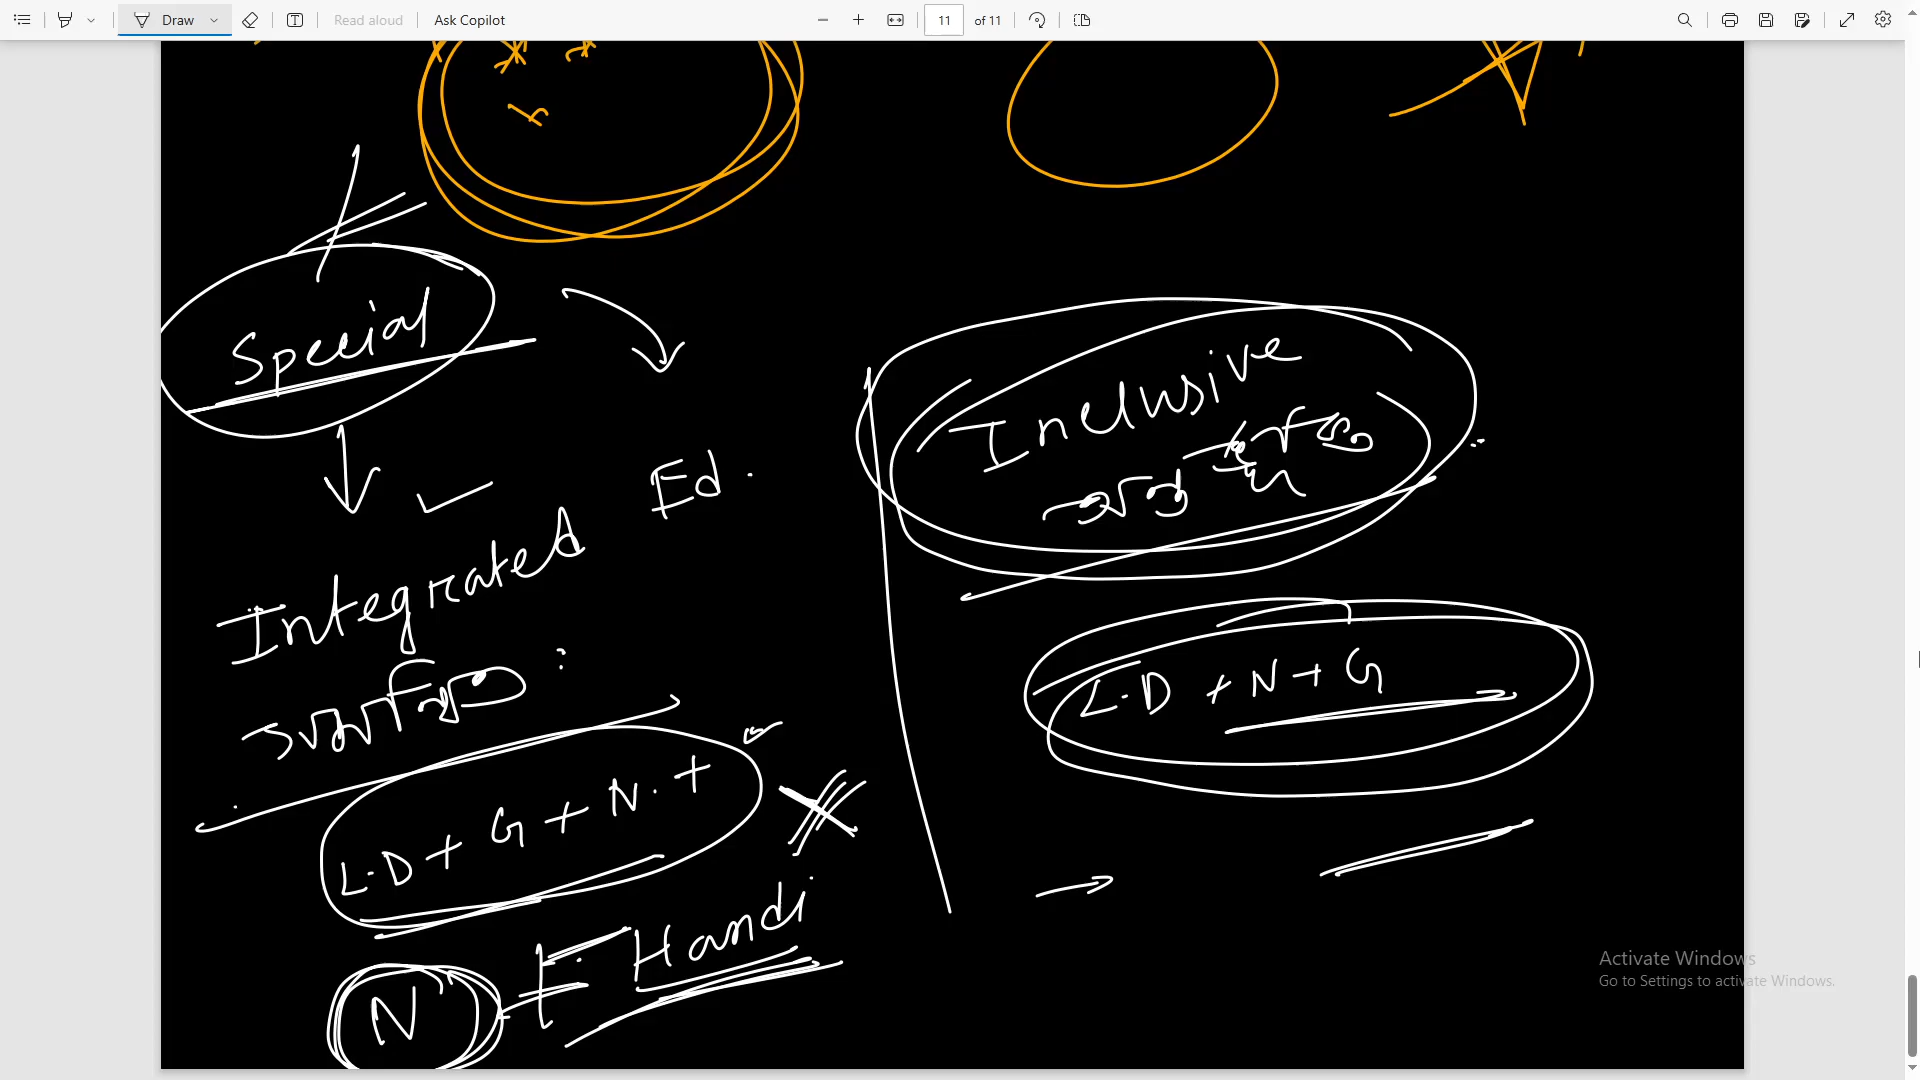 Draw
Read aloud
Ask Copilot
11 of 11
Special
Inclusive
Integrated Ed.
L.D + N + G
সমন্বিত
L.D + G + N. +
Handi
N
Activate Windows
Go to Settings to activate Windows.